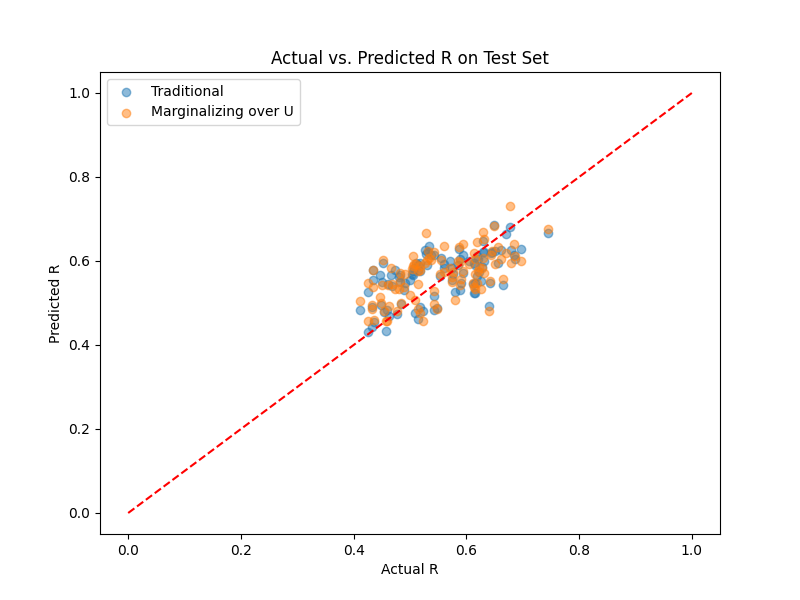 Actual vs. Predicted R on Test Set
Traditional
Marginalizing over U
1.0
0.8
0.6
0.4
0.2
0.0
Predicted R
0.0 0.2 0.4 0.6 0.8 1.0
Actual R